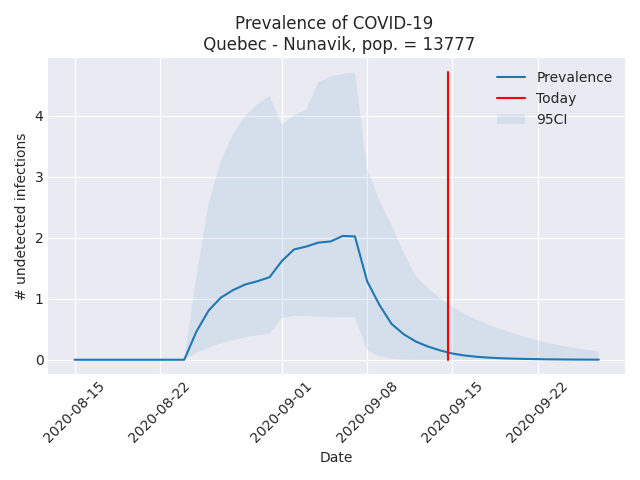 Prevalence of COVID-19
Quebec - Nunavik, pop. = 13777
Prevalence
Today
95CI
# undetected infections
4
3
2
1
0
2020-08-15
2020-08-22
2020-09-01
2020-09-08
2020-09-15
2020-09-22
Date